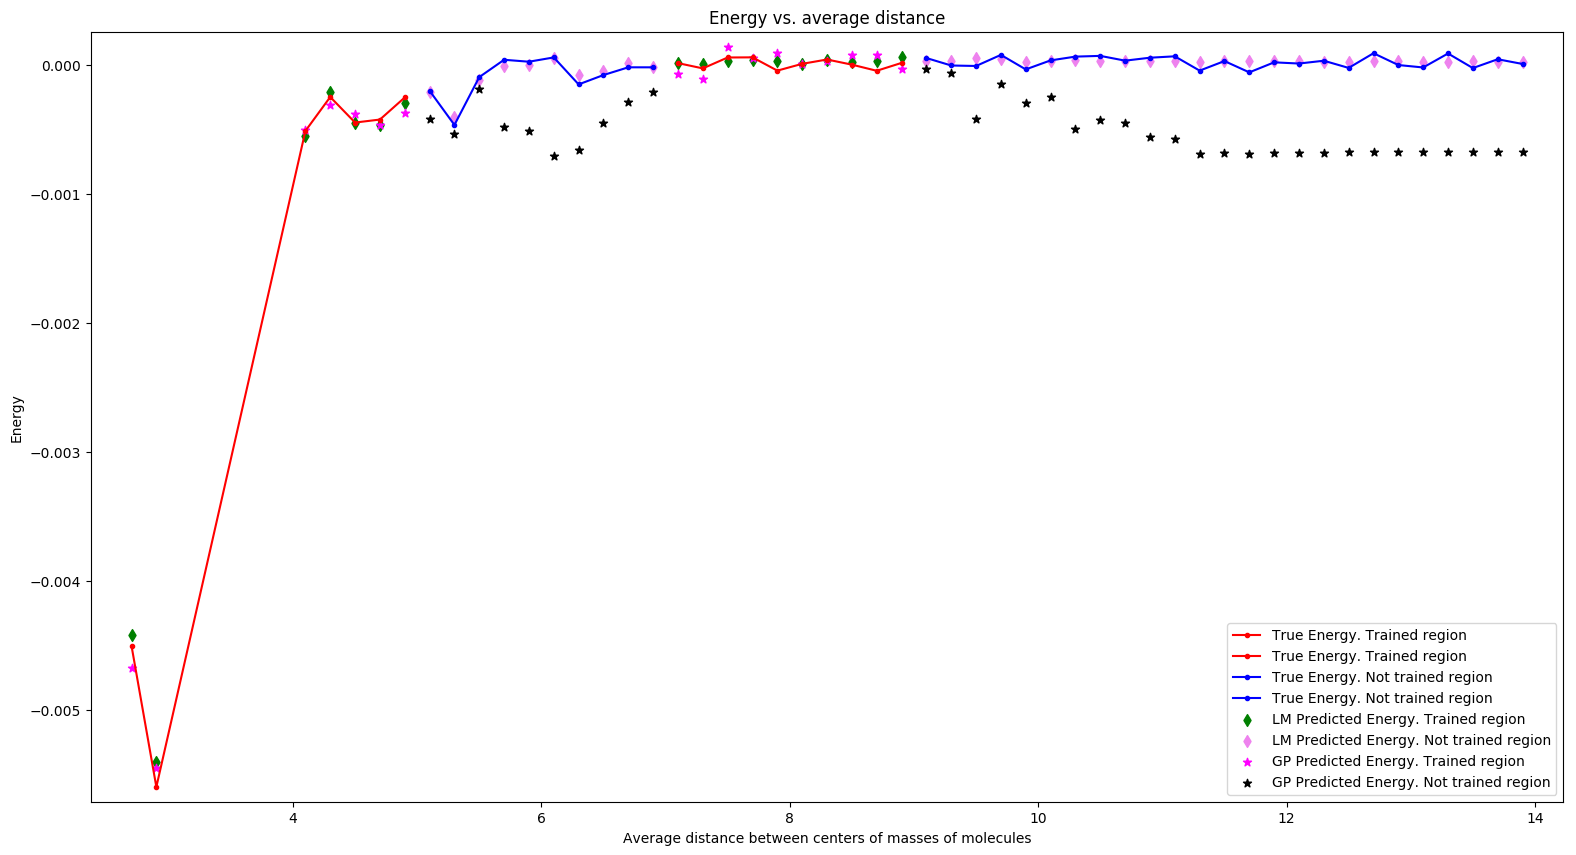 Energy vs. average distance
Energy
0.000
−0.001
−0.002
−0.003
−0.004
−0.005
True Energy. Trained region
True Energy. Trained region
True Energy. Not trained region
True Energy. Not trained region
LM Predicted Energy. Trained region
LM Predicted Energy. Not trained region
GP Predicted Energy. Trained region
GP Predicted Energy. Not trained region
4 6 8 10 12 14
Average distance between centers of masses of molecules